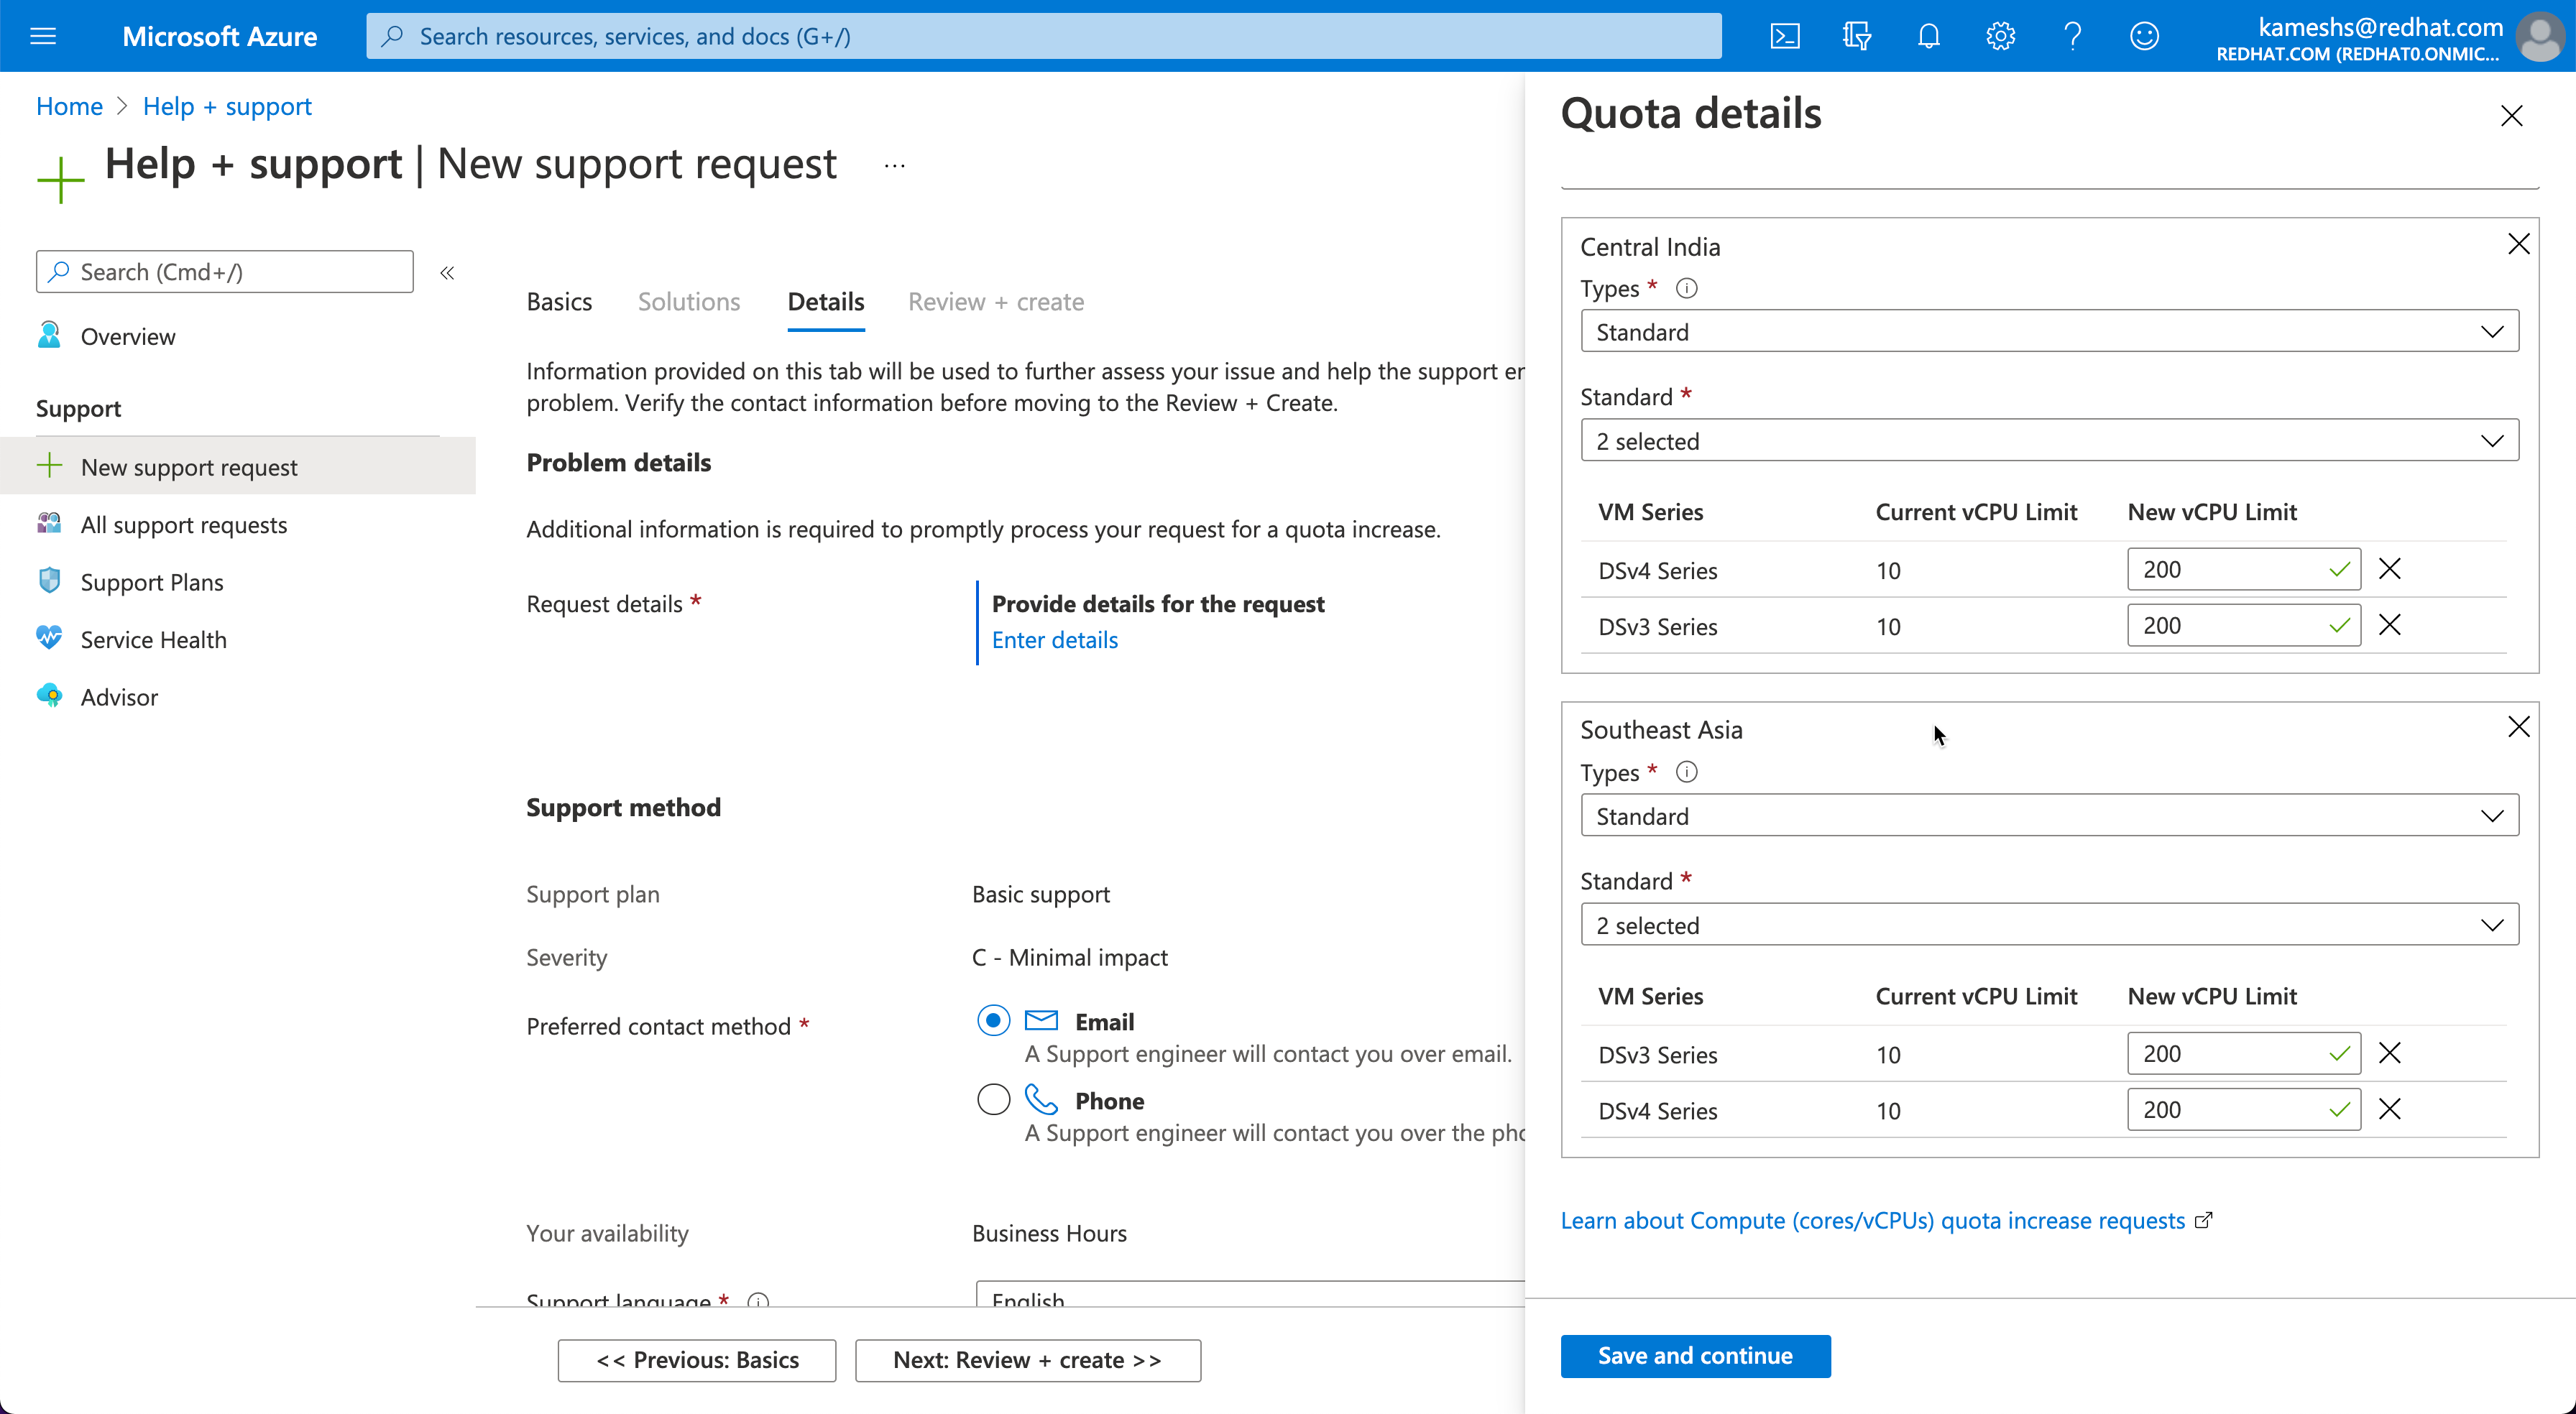 Microsoft Azure
Search resources, services, and docs (G+/)
kameshs@redhat.com
REDHAT.COM (REDHAT0.ONMIC...
Home > Help + support
Help + support | New support request ...
Search (Cmd+/)
«
Overview
Support
New support request
All support requests
Support Plans
Service Health
Advisor
Basics Solutions Details Review + create
Information provided on this tab will be used to further assess your issue and help the support er
problem. Verify the contact information before moving to the Review + Create.
Problem details
Additional information is required to promptly process your request for a quota increase.
Request details *
Provide details for the request
Enter details
Support method
Support plan Basic support
Severity C - Minimal impact
Preferred contact method *
Email
A Support engineer will contact you over email.
Phone
A Support engineer will contact you over the pho
Your availability Business Hours
Support language * English
<< Previous: Basics Next: Review + create >>
Quota details
Central India
Types *
Standard
Standard *
2 selected
VM Series Current vCPU Limit New vCPU Limit
DSv4 Series 10 200
DSv3 Series 10 200
Southeast Asia
Types *
Standard
Standard *
2 selected
VM Series Current vCPU Limit New vCPU Limit
DSv3 Series 10 200
DSv4 Series 10 200
Learn about Compute (cores/vCPUs) quota increase requests
Save and continue